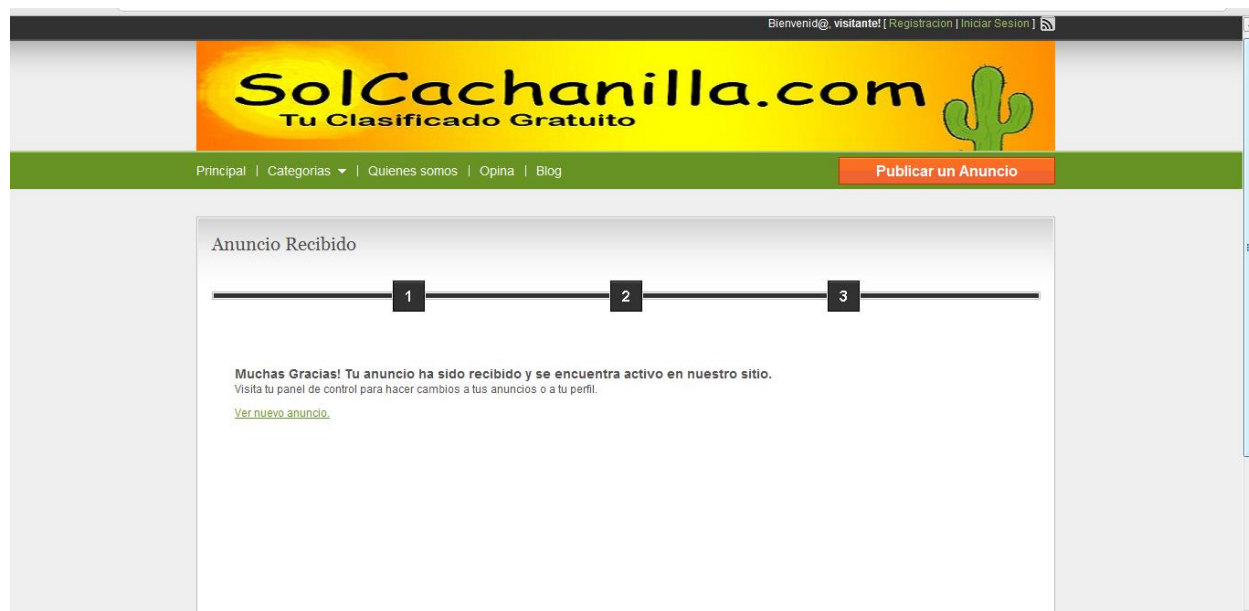 Bienvenid@, visitante! [ Registracion | Iniciar Sesion ]
SolCachanilla.com
Tu Clasificado Gratuito
Principal | Categorias | Quienes somos | Opina | Blog
Publicar un Anuncio
Anuncio Recibido
1 2 3
Muchas Gracias! Tu anuncio ha sido recibido y se encuentra activo en nuestro sitio.
Visita tu panel de control para hacer cambios a tus anuncios o a tu perfil.
Ver nuevo anuncio.